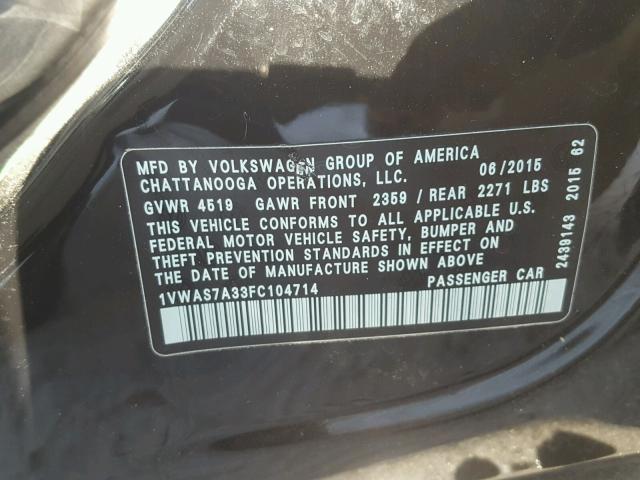 MFD BY VOLKSWAGEN GROUP OF AMERICA 06/2015
CHATTANOOGA OPERATIONS, LLC.
GVWR 4519 GAWR FRONT 2359 / REAR 2271 LBS
THIS VEHICLE CONFORMS TO ALL APPLICABLE U.S.
FEDERAL MOTOR VEHICLE SAFETY, BUMPER AND
THEFT PREVENTION STANDARDS IN EFFECT ON
THE DATE OF MANUFACTURE SHOWN ABOVE
1VWAS7A33FC104714 PASSENGER CAR
2439143 2015 62